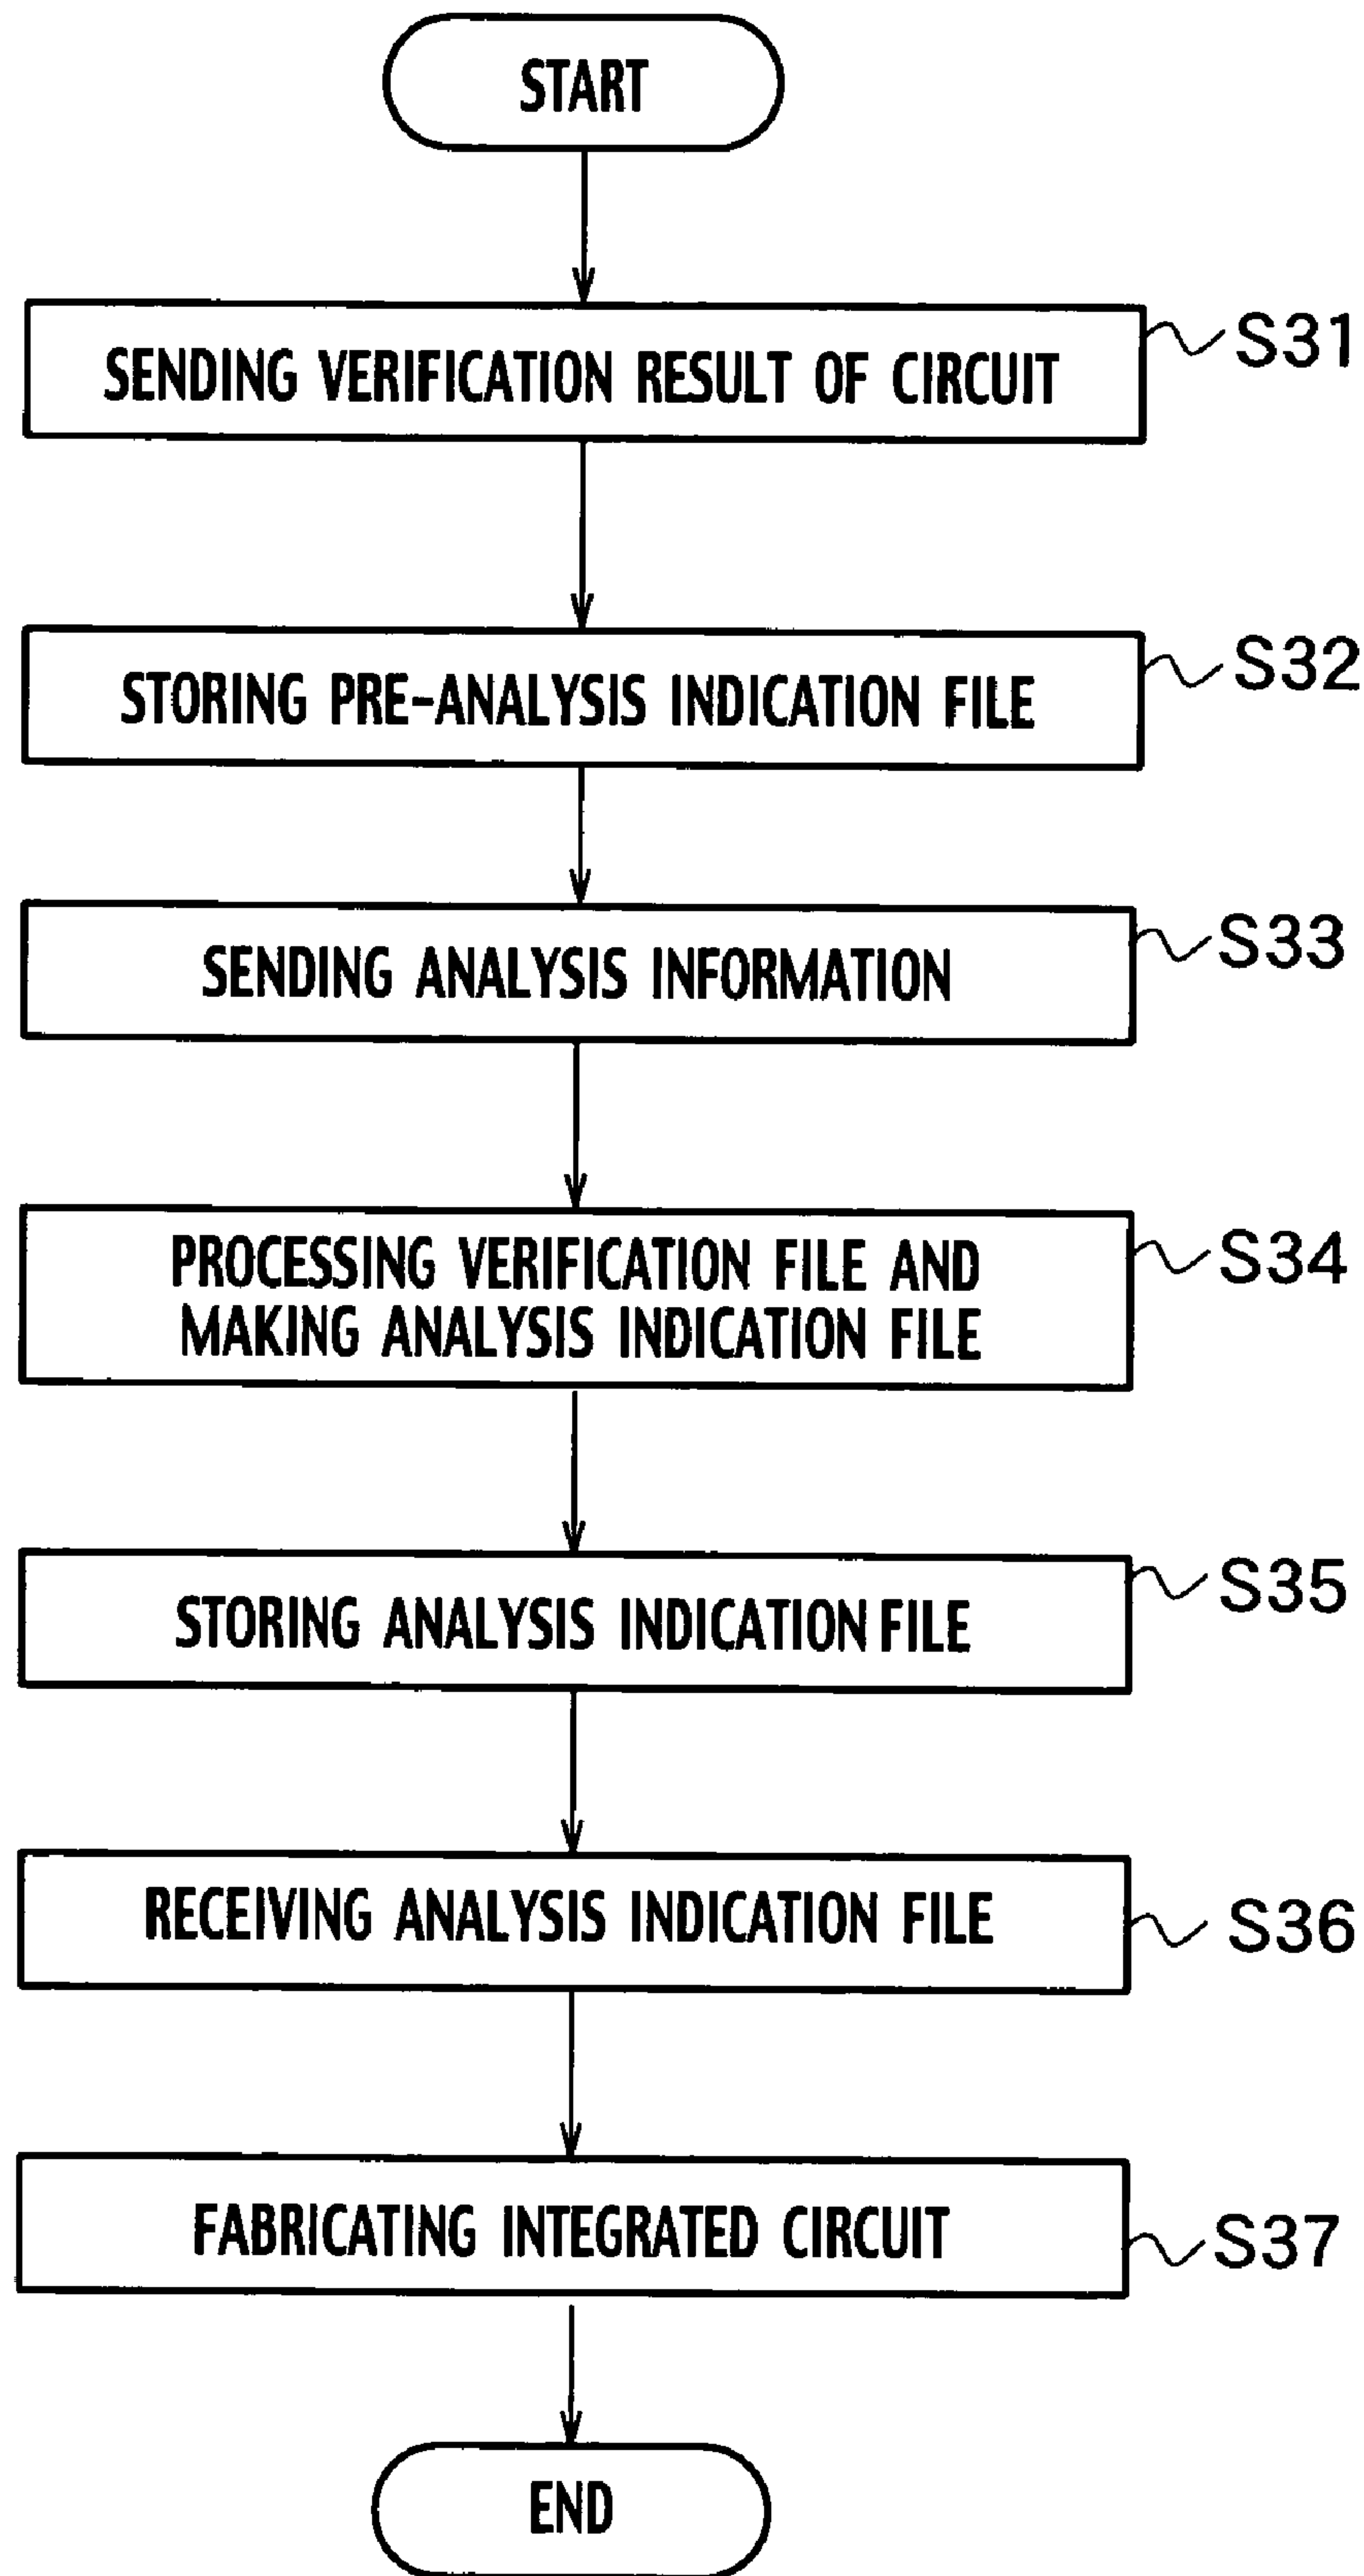 START
SENDING VERIFICATION RESULT OF CIRCUIT
S31
STORING PRE-ANALYSIS INDICATION FILE
S32
SENDING ANALYSIS INFORMATION
S33
PROCESSING VERIFICATION FILE AND
MAKING ANALYSIS INDICATION FILE
S34
STORING ANALYSIS INDICATION FILE
S35
RECEIVING ANALYSIS INDICATION FILE
S36
FABRICATING INTEGRATED CIRCUIT
S37
END